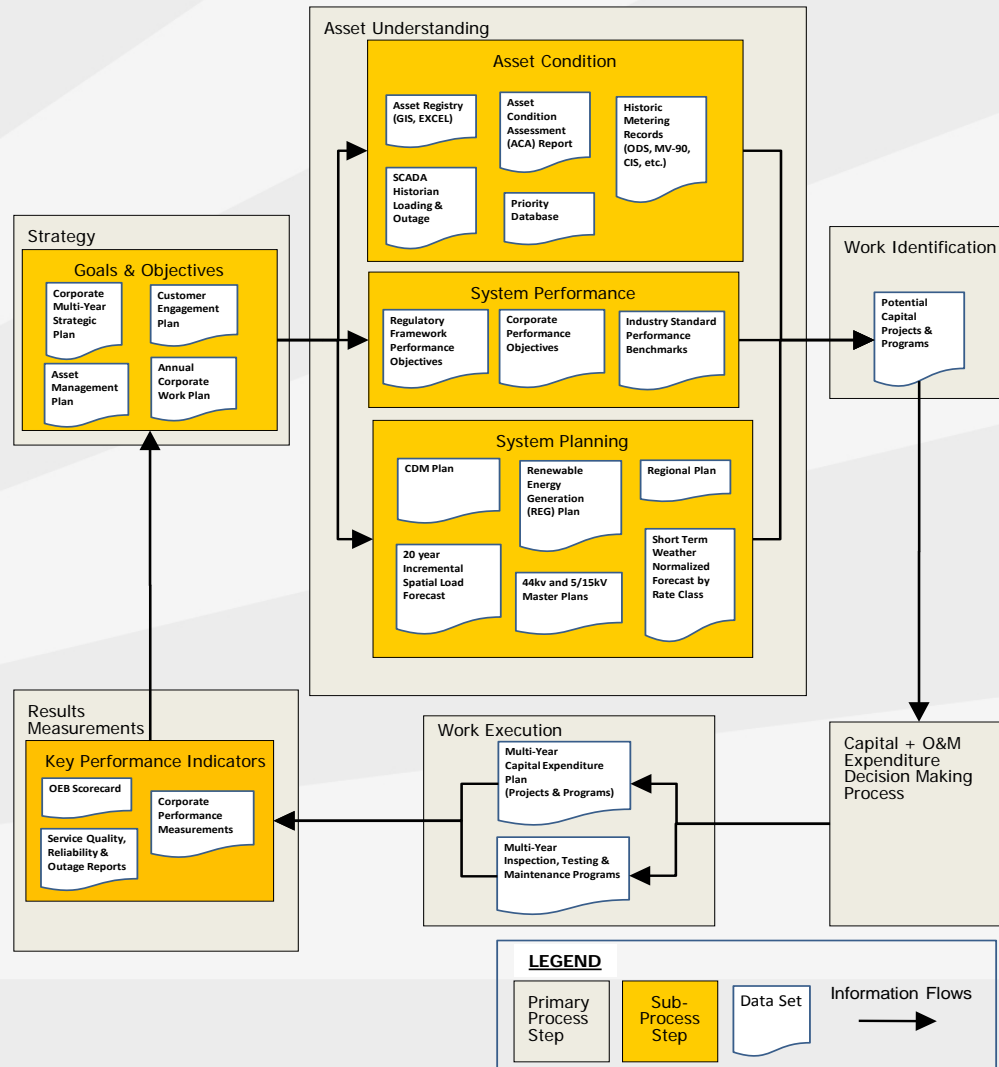 Asset Understanding
Asset Condition
Asset Registry
(GIS, EXCEL)
Asset
Condition
Assessment
(ACA) Report
Historic
Metering
Records
(ODS, MV-90,
CIS, etc.)
SCADA
Historian
Loading &
Outage
Priority
Database
Strategy
Goals & Objectives
Corporate
Multi-Year
Strategic
Plan
Customer
Engagement
Plan
Asset
Management
Plan
Annual
Corporate
Work Plan
System Performance
Regulatory
Framework
Performance
Objectives
Corporate
Performance
Objectives
Industry Standard
Performance
Benchmarks
Work Identification
Potential
Capital
Projects &
Programs
System Planning
CDM Plan
Renewable
Energy
Generation
(REG) Plan
Regional Plan
20 year
Incremental
Spatial Load
Forecast
44kv and 5/15kV
Master Plans
Short Term
Weather
Normalized
Forecast by
Rate Class
Results
Measurements
Key Performance Indicators
OEB Scorecard
Corporate
Performance
Measurements
Service Quality,
Reliability &
Outage Reports
Work Execution
Multi-Year
Capital Expenditure
Plan
(Projects & Programs)
Multi-Year
Inspection, Testing &
Maintenance Programs
Capital + O&M
Expenditure
Decision Making
Process
LEGEND
Primary
Process
Step
Sub-
Process
Step
Data Set
Information Flows